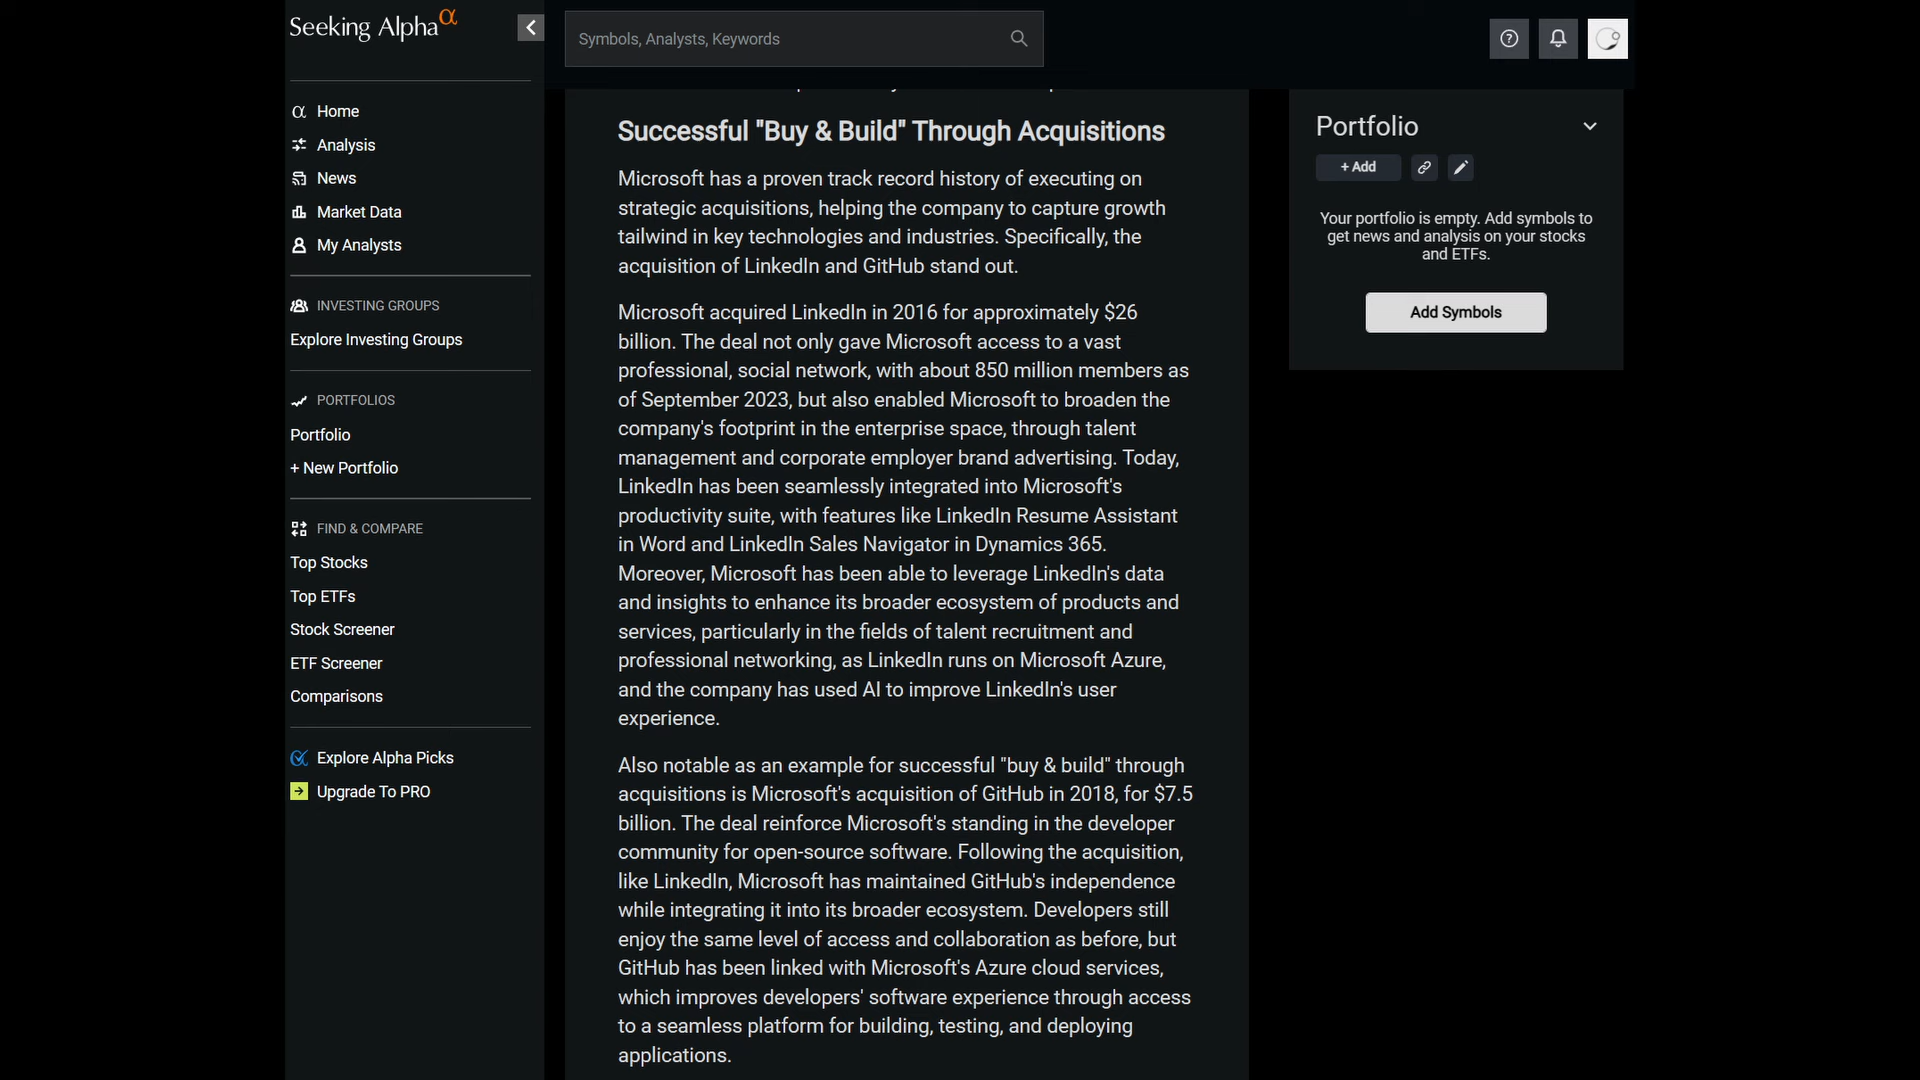 Seeking Alpha α
Symbols, Analysts, Keywords
Home
Analysis
News
Market Data
My Analysts
INVESTING GROUPS
Explore Investing Groups
PORTFOLIOS
Portfolio
+ New Portfolio
FIND & COMPARE
Top Stocks
Top ETFs
Stock Screener
ETF Screener
Comparisons
Explore Alpha Picks
Upgrade To PRO
Successful "Buy & Build" Through Acquisitions
Microsoft has a proven track record history of executing on
strategic acquisitions, helping the company to capture growth
tailwind in key technologies and industries. Specifically, the
acquisition of LinkedIn and GitHub stand out.
Microsoft acquired LinkedIn in 2016 for approximately $26
billion. The deal not only gave Microsoft access to a vast
professional, social network, with about 850 million members as
of September 2023, but also enabled Microsoft to broaden the
company's footprint in the enterprise space, through talent
management and corporate employer brand advertising. Today,
LinkedIn has been seamlessly integrated into Microsoft's
productivity suite, with features like LinkedIn Resume Assistant
in Word and LinkedIn Sales Navigator in Dynamics 365.
Moreover, Microsoft has been able to leverage LinkedIn's data
and insights to enhance its broader ecosystem of products and
services, particularly in the fields of talent recruitment and
professional networking, as LinkedIn runs on Microsoft Azure,
and the company has used AI to improve LinkedIn's user
experience.
Also notable as an example for successful "buy & build" through
acquisitions is Microsoft's acquisition of GitHub in 2018, for $7.5
billion. The deal reinforce Microsoft's standing in the developer
community for open-source software. Following the acquisition,
like LinkedIn, Microsoft has maintained GitHub's independence
while integrating it into its broader ecosystem. Developers still
enjoy the same level of access and collaboration as before, but
GitHub has been linked with Microsoft's Azure cloud services,
which improves developers' software experience through access
to a seamless platform for building, testing, and deploying
applications.
Portfolio
+ Add
Your portfolio is empty. Add symbols to
get news and analysis on your stocks
and ETFs.
Add Symbols